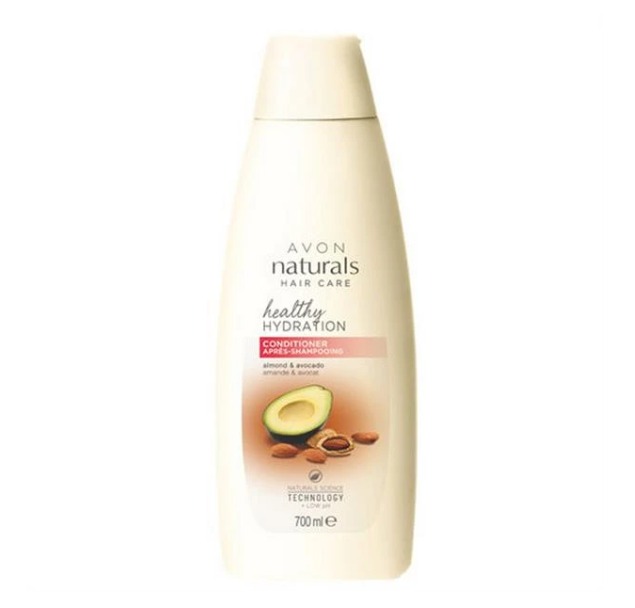 AVON
naturals
HAIR CARE
healthy
HYDRATION
CONDITIONER
APRÈS-SHAMPOOING
almond & avocado
amande & avocat
NATURALS SCIENCE
TECHNOLOGY
+ LOW pH
700 ml ℮